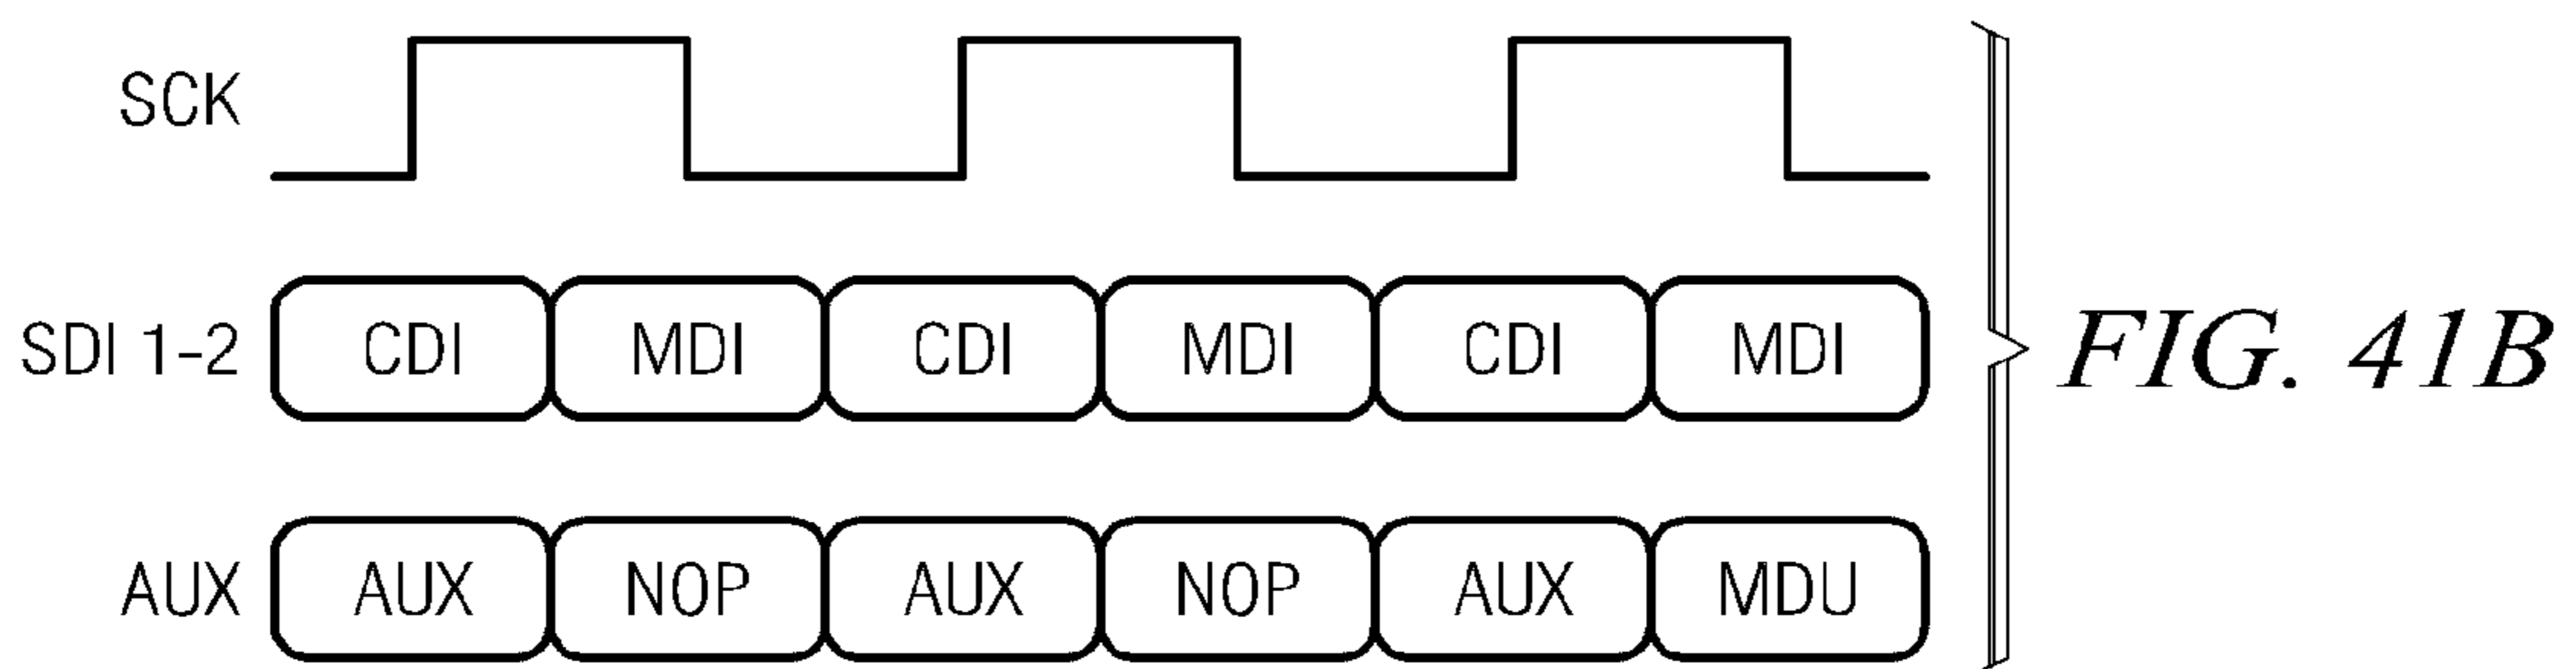 SCK
SDI 1-2 CDI MDI CDI MDI CDI MDI
AUX AUX NOP AUX NOP AUX MDU
FIG. 41B